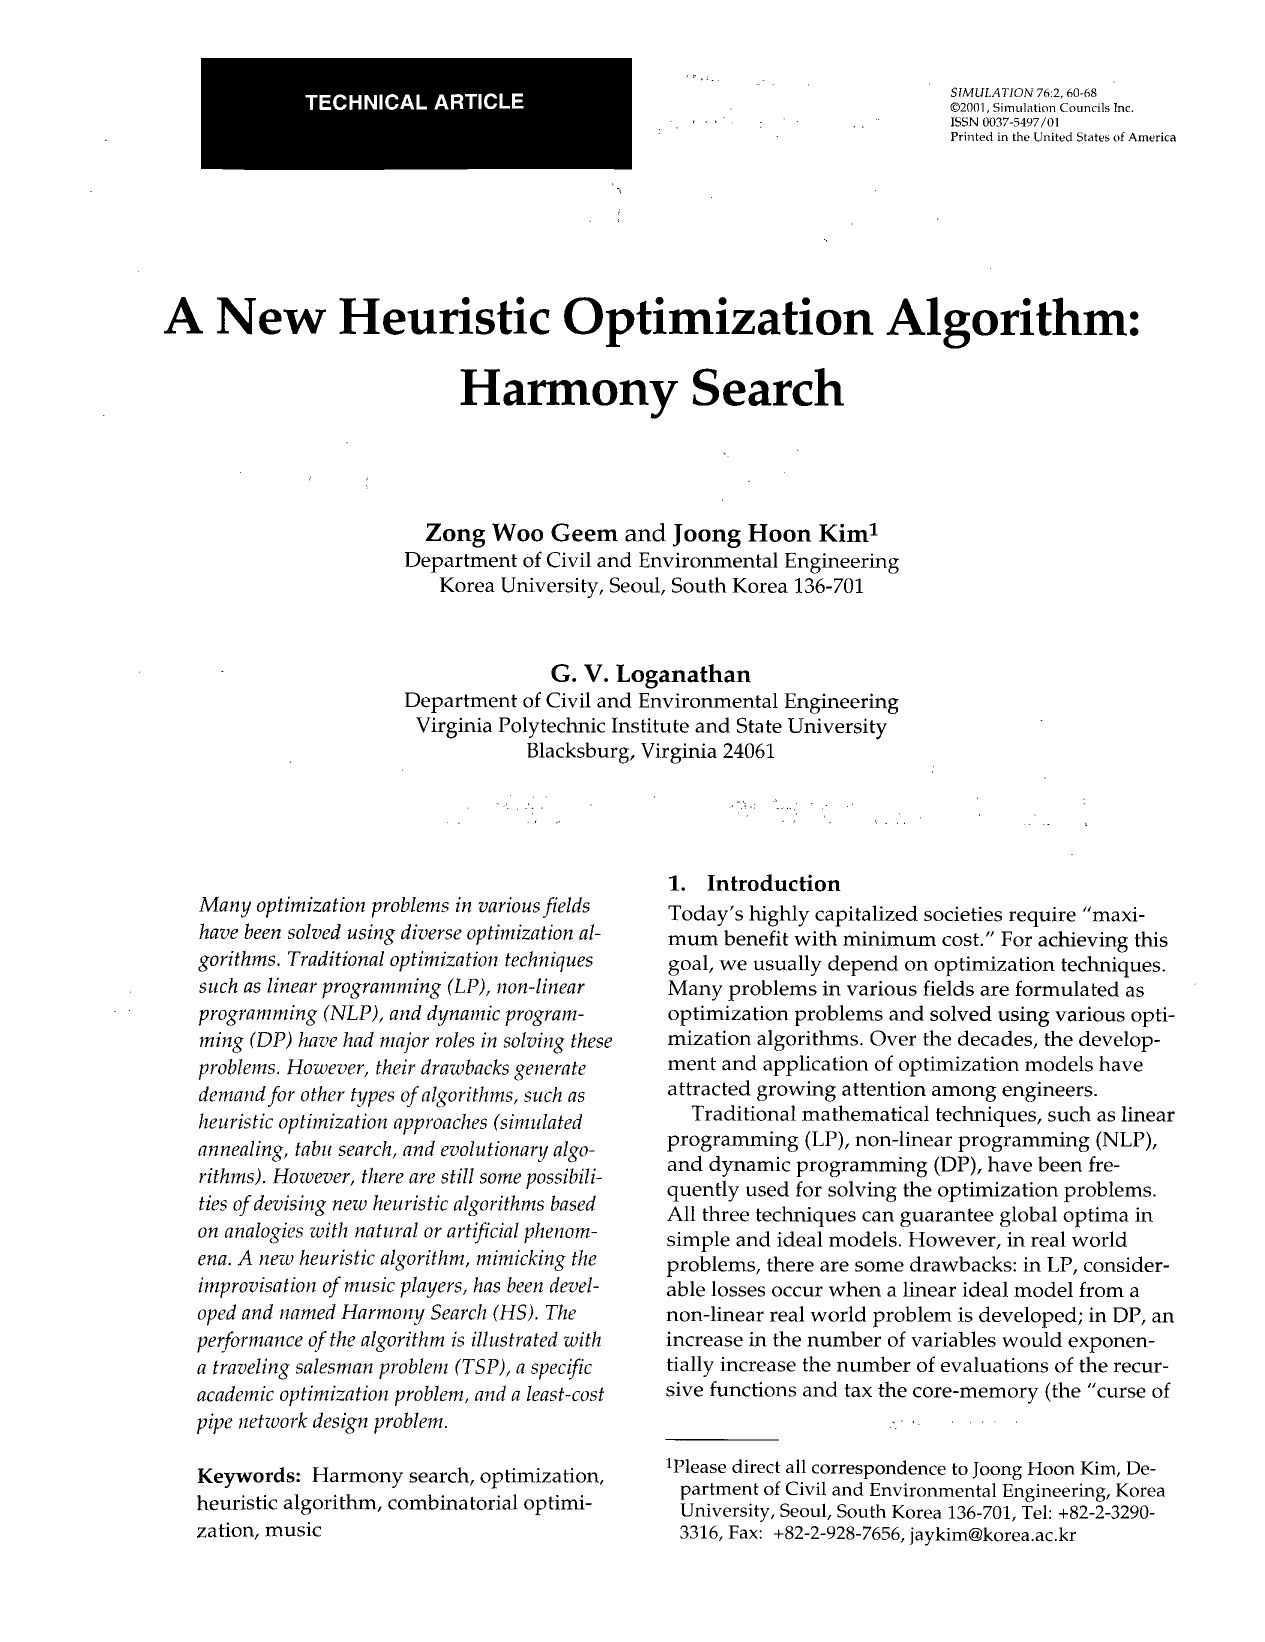 TECHNICAL ARTICLE
SIMULATION 76:2, 60-68
©2001, Simulation Councils Inc.
ISSN 0037-5497/01
Printed in the United States of America
A New Heuristic Optimization Algorithm:
Harmony Search
Zong Woo Geem and Joong Hoon Kim¹
Department of Civil and Environmental Engineering
Korea University, Seoul, South Korea 136-701
G. V. Loganathan
Department of Civil and Environmental Engineering
Virginia Polytechnic Institute and State University
Blacksburg, Virginia 24061
Many optimization problems in various fields
have been solved using diverse optimization al-
gorithms. Traditional optimization techniques
such as linear programming (LP), non-linear
programming (NLP), and dynamic program-
ming (DP) have had major roles in solving these
problems. However, their drawbacks generate
demand for other types of algorithms, such as
heuristic optimization approaches (simulated
annealing, tabu search, and evolutionary algo-
rithms). However, there are still some possibili-
ties of devising new heuristic algorithms based
on analogies with natural or artificial phenom-
ena. A new heuristic algorithm, mimicking the
improvisation of music players, has been devel-
oped and named Harmony Search (HS). The
performance of the algorithm is illustrated with
a traveling salesman problem (TSP), a specific
academic optimization problem, and a least-cost
pipe network design problem.
Keywords: Harmony search, optimization,
heuristic algorithm, combinatorial optimi-
zation, music
1. Introduction
Today's highly capitalized societies require "maxi-
mum benefit with minimum cost." For achieving this
goal, we usually depend on optimization techniques.
Many problems in various fields are formulated as
optimization problems and solved using various opti-
mization algorithms. Over the decades, the develop-
ment and application of optimization models have
attracted growing attention among engineers.
Traditional mathematical techniques, such as linear
programming (LP), non-linear programming (NLP),
and dynamic programming (DP), have been fre-
quently used for solving the optimization problems.
All three techniques can guarantee global optima in
simple and ideal models. However, in real world
problems, there are some drawbacks: in LP, consider-
able losses occur when a linear ideal model from a
non-linear real world problem is developed; in DP, an
increase in the number of variables would exponen-
tially increase the number of evaluations of the recur-
sive functions and tax the core-memory (the "curse of
¹Please direct all correspondence to Joong Hoon Kim, De-
partment of Civil and Environmental Engineering, Korea
University, Seoul, South Korea 136-701, Tel: +82-2-3290-
3316, Fax: +82-2-928-7656, jaykim@korea.ac.kr